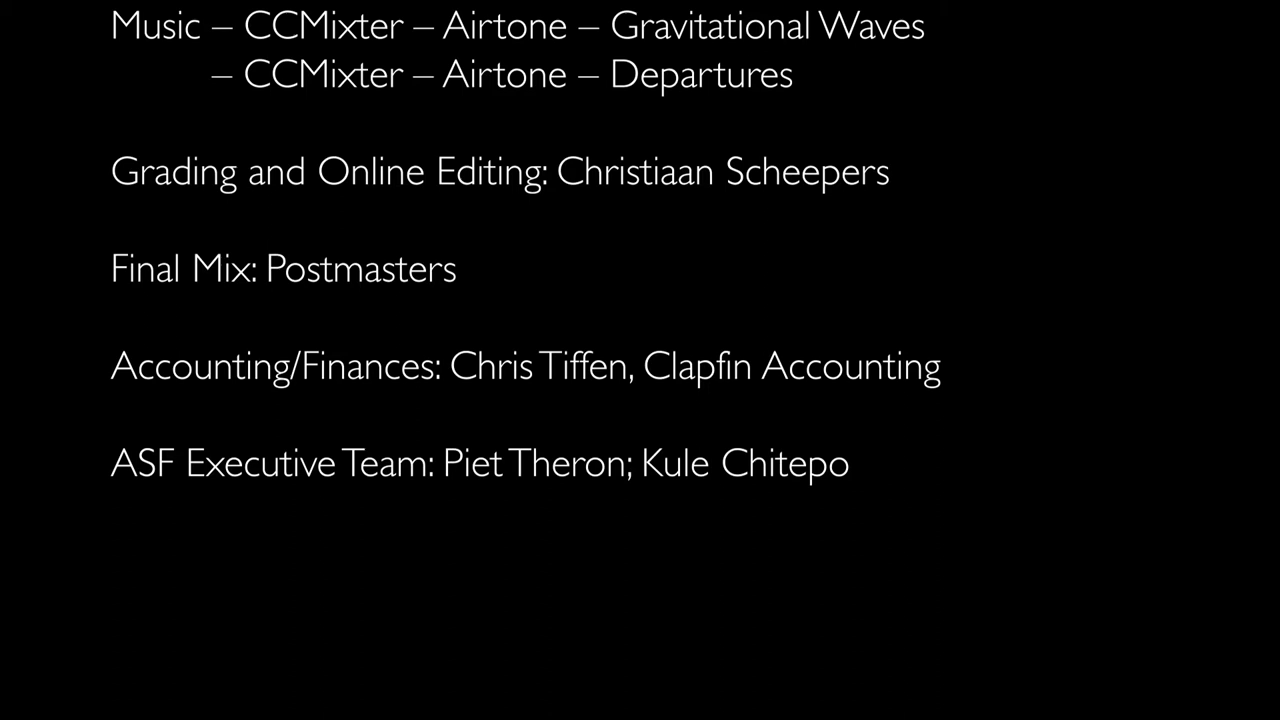 Music – CCMixter – Airtone – Gravitational Waves
– CCMixter – Airtone – Departures
Grading and Online Editing: Christiaan Scheepers
Final Mix: Postmasters
Accounting/Finances: Chris Tiffen, Clapfin Accounting
ASF Executive Team: Piet Theron; Kule Chitepo